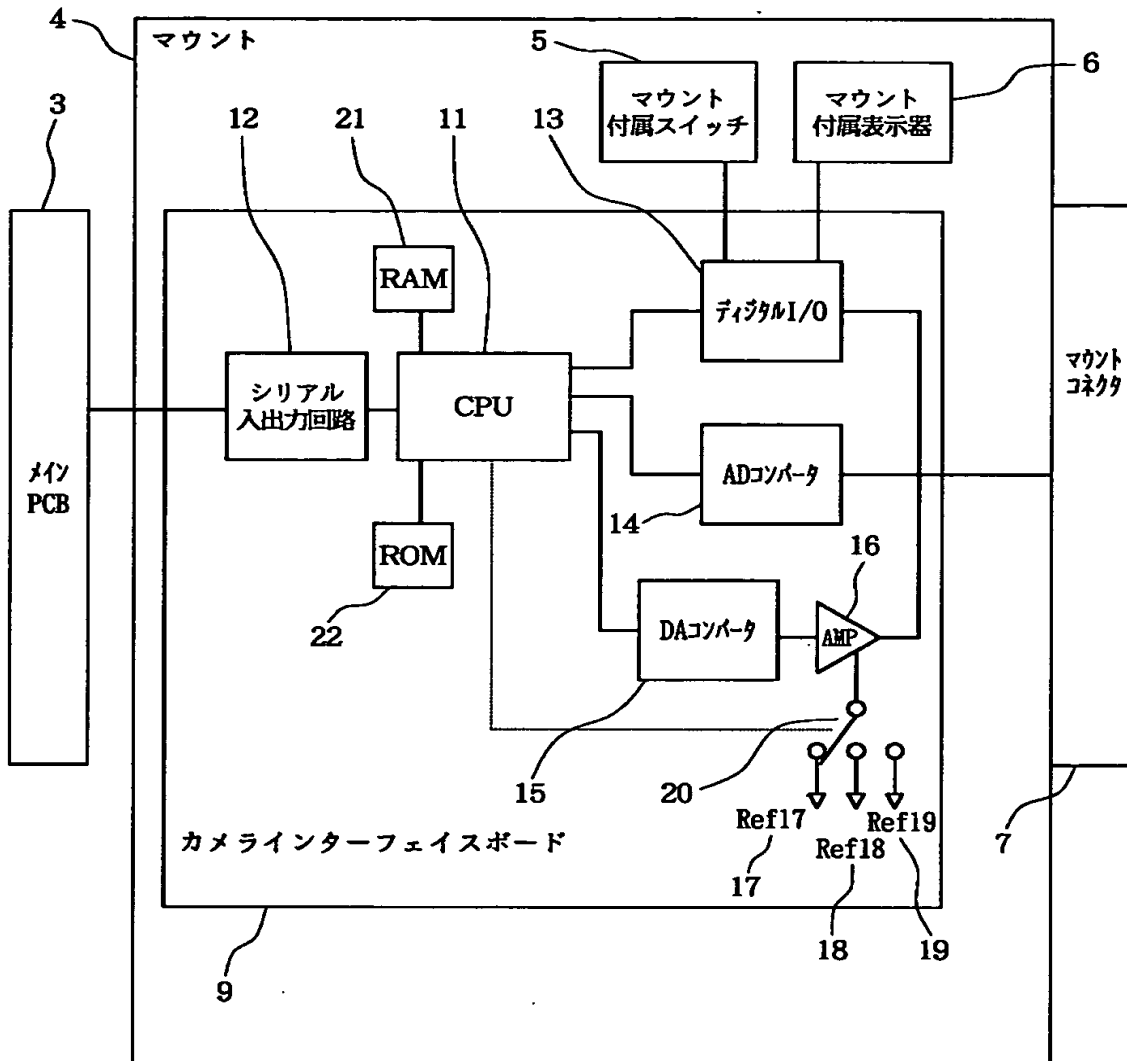 4
マウント
5
6
3
12
21
11
13
マウント
付属スイッチ
マウント
付属表示器
RAM
ディジタルI/O
シリアル
入出力回路
CPU
マウント
コネクタ
メイン
PCB
ADコンバータ
14
ROM
22
16
DAコンバータ
AMP
15
20
Ref17
Ref18
Ref19
17
18
19
7
カメラインターフェイスボード
9